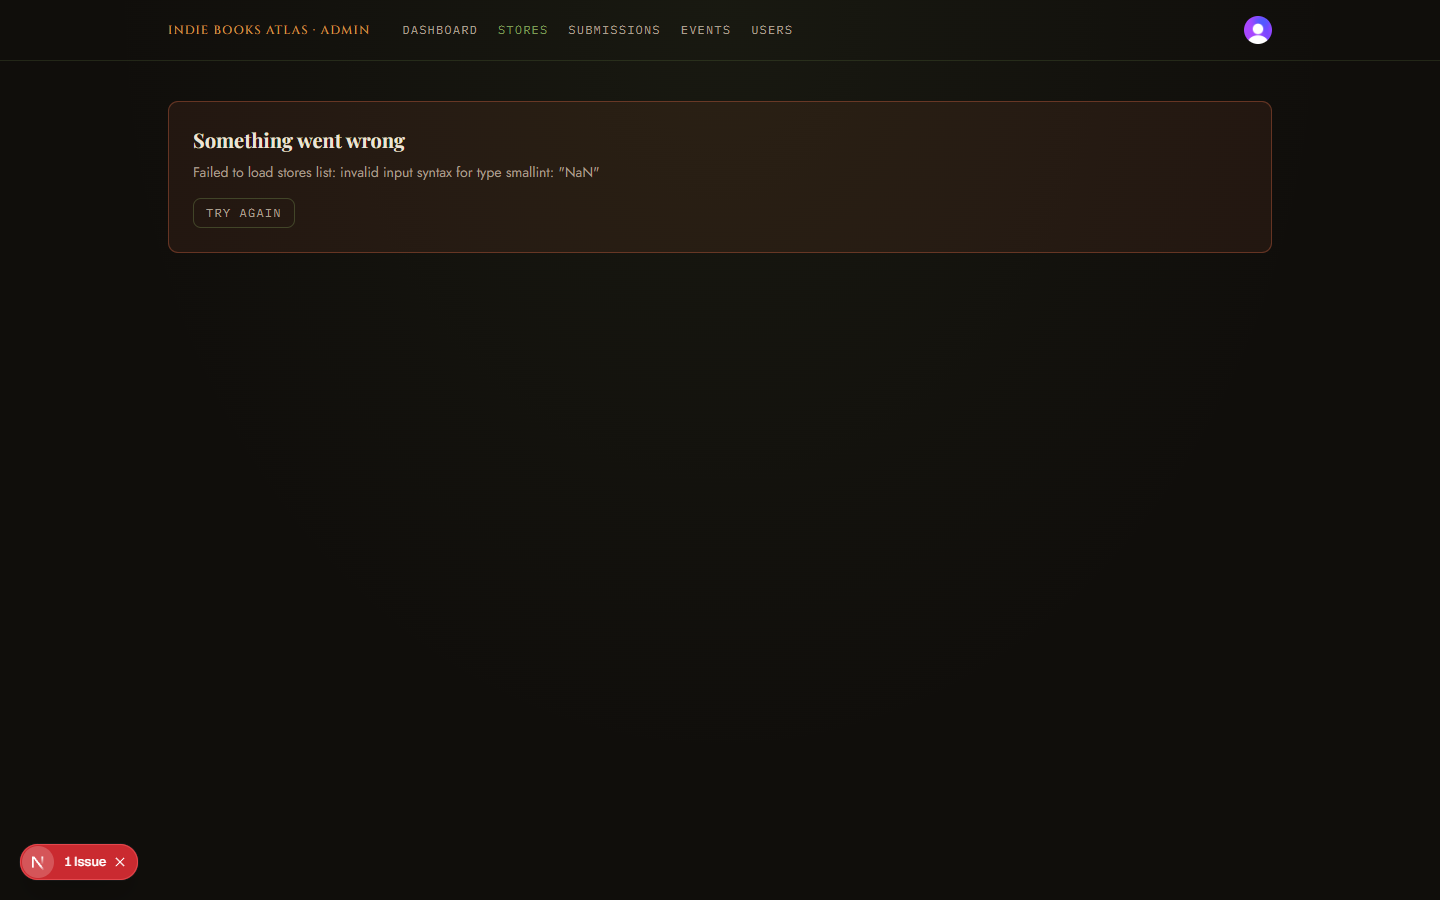 INDIE BOOKS ATLAS · ADMIN DASHBOARD STORES SUBMISSIONS EVENTS USERS
Something went wrong
Failed to load stores list: invalid input syntax for type smallint: "NaN"
TRY AGAIN
N 1 Issue